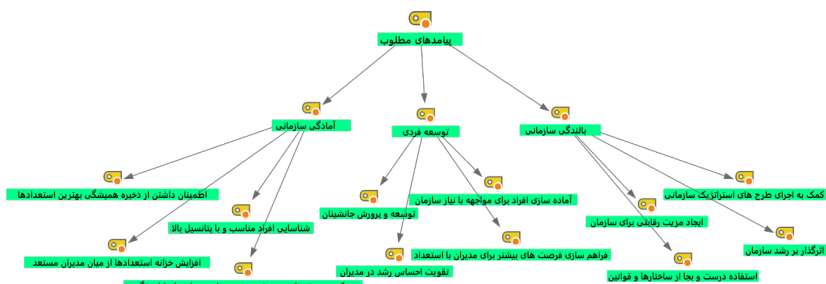 پیامدهای مطلوب
بالندگی سازمانی
توسعه فردی
آمادگی سازمانی
کمک به اجرای طرح های استراتژیک سازمانی
ایجاد مزیت رقابتی برای سازمان
اثرگذار بر رشد سازمان
استفاده درست و بجا از ساختارها و قوانین
آماده سازی افراد برای مواجهه با نیاز سازمان
توسعه و پرورش جانشینان
فراهم سازی فرصت های بیشتر برای مدیران با استعداد
تقویت احساس رشد در مدیران
اطمینان داشتن از ذخیره همیشگی بهترین استعدادها
شناسایی افراد مناسب و با پتانسیل بالا
افزایش خزانه استعدادها از میان مدیران مستعد